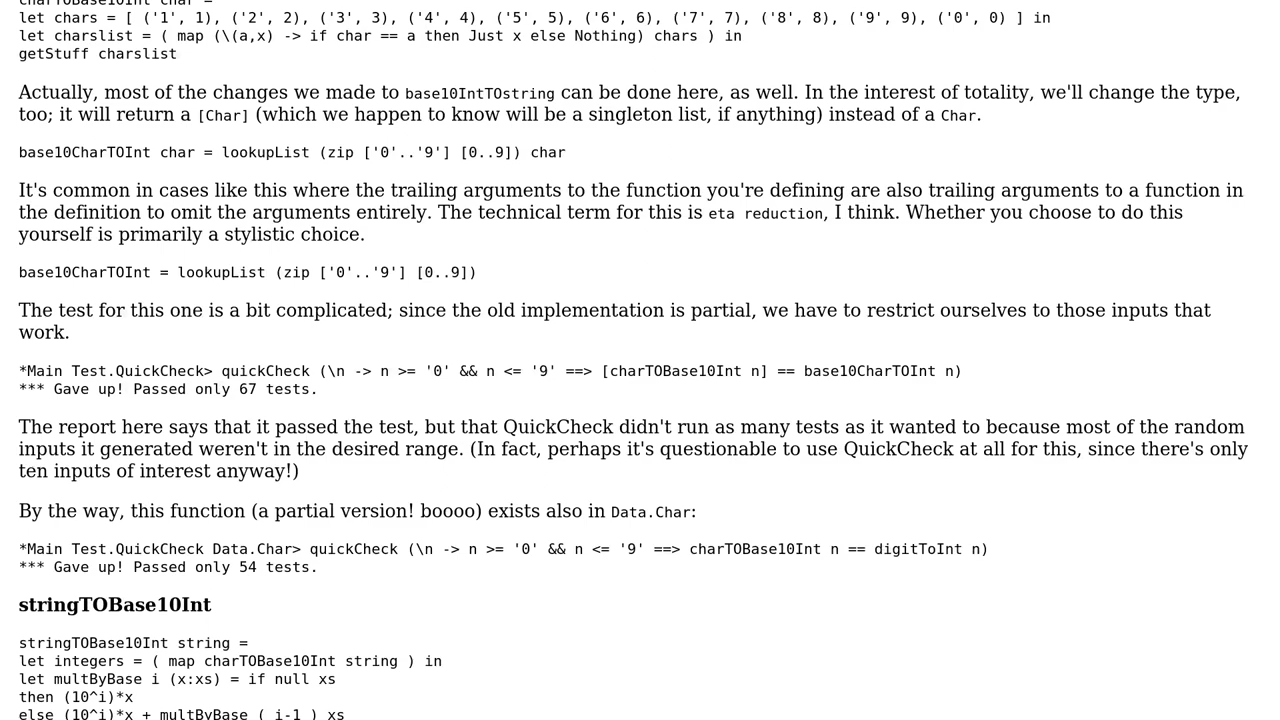 charTOBase10Int char =
let chars = [ ('1', 1), ('2', 2), ('3', 3), ('4', 4), ('5', 5), ('6', 6), ('7', 7), ('8', 8), ('9', 9), ('0', 0) ] in
let charslist = ( map (\(a,x) -> if char == a then Just x else Nothing) chars ) in
getStuff charslist
Actually, most of the changes we made to base10IntTOstring can be done here, as well. In the interest of totality, we'll change the type,
too; it will return a [Char] (which we happen to know will be a singleton list, if anything) instead of a Char.
base10CharTOInt char = lookupList (zip ['0'..'9'] [0..9]) char
It's common in cases like this where the trailing arguments to the function you're defining are also trailing arguments to a function in
the definition to omit the arguments entirely. The technical term for this is eta reduction, I think. Whether you choose to do this
yourself is primarily a stylistic choice.
base10CharTOInt = lookupList (zip ['0'..'9'] [0..9])
The test for this one is a bit complicated; since the old implementation is partial, we have to restrict ourselves to those inputs that
work.
*Main Test.QuickCheck> quickCheck (\n -> n >= '0' && n <= '9' ==> [charTOBase10Int n] == base10CharTOInt n)
*** Gave up! Passed only 67 tests.
The report here says that it passed the test, but that QuickCheck didn't run as many tests as it wanted to because most of the random
inputs it generated weren't in the desired range. (In fact, perhaps it's questionable to use QuickCheck at all for this, since there's only
ten inputs of interest anyway!)
By the way, this function (a partial version! boooo) exists also in Data.Char:
*Main Test.QuickCheck Data.Char> quickCheck (\n -> n >= '0' && n <= '9' ==> charTOBase10Int n == digitToInt n)
*** Gave up! Passed only 54 tests.
stringTOBase10Int
stringTOBase10Int string =
let integers = ( map charTOBase10Int string ) in
let multByBase i (x:xs) = if null xs
then (10^i)*x
else (10^i)*x + multByBase ( i-1 ) xs